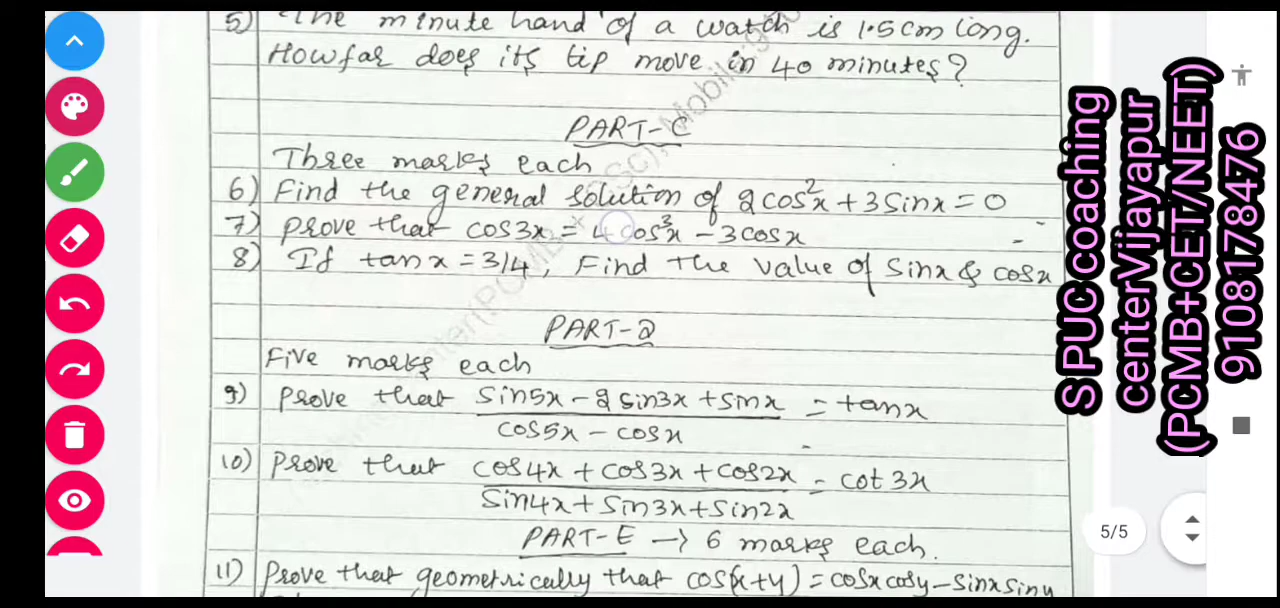 5) The minute hand of a watch is 1.5cm long.
How far does its tip move in 40 minutes?
PART-C
Three marks each
6) Find the general solution of 2cos²x + 3sinx = 0
7) Prove that cos3x = 4cos³x - 3cosx
8) If tanx = 3/4, Find the value of sinx & cosx
PART-D
Five marks each
9) Prove that sin5x - 2sin3x + sinx / cos5x - cosx = tanx
10) Prove that cos4x + cos3x + cos2x / sin4x + sin3x + sin2x = cot3x
PART-E → 6 marks each.
11) Prove that geometrically that cos(x+y) = cosx cosy - sinx siny
5/5
S PUC coaching
centerVijayapur
(PCMB+CET/NEET)
9108178476